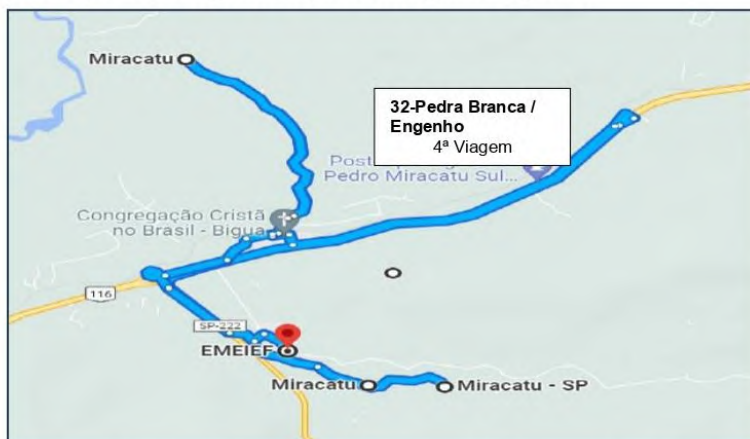 Miracatu
32-Pedra Branca /
Engenho
4ª Viagem
Post
Pedro Miracatu Sul...
Congregação Cristã
no Brasil - Bigua
116
SP-222
EMEIEF
Miracatu
Miracatu - SP